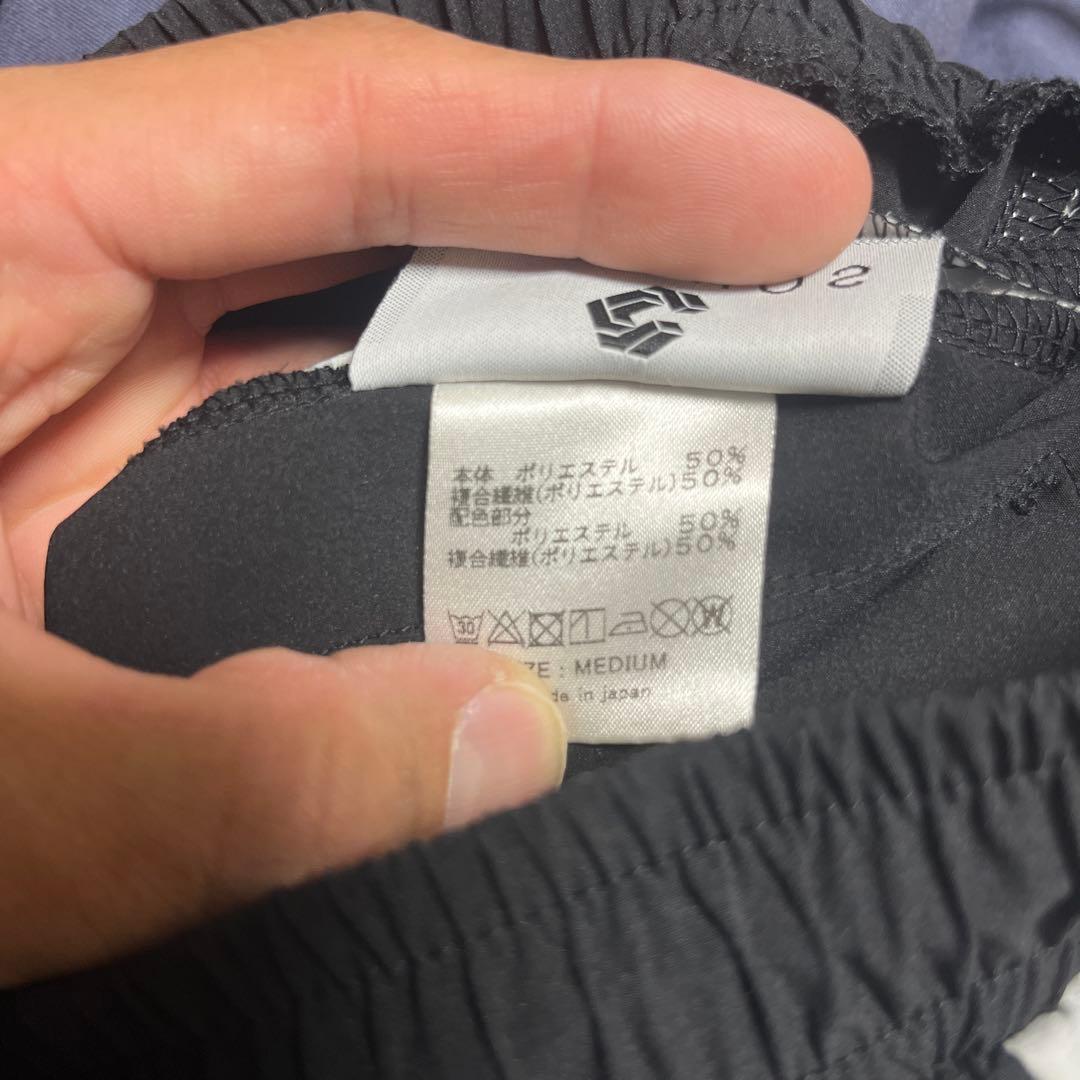 本体 ポリエステル 50%
複合繊維(ポリエステル)50%
配色部分
ポリエステル 50%
複合繊維(ポリエステル)50%
30
W
ZE : MEDIUM
de in japan